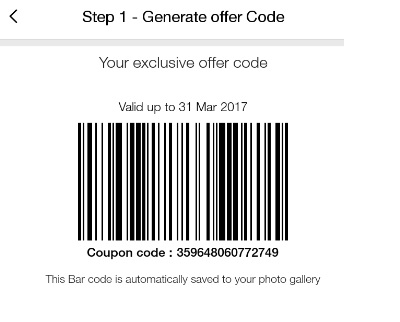 Step 1 - Generate offer Code
Your exclusive offer code
Valid up to 31 Mar 2017
Coupon code : 359648060772749
This Bar code is automatically saved to your photo gallery